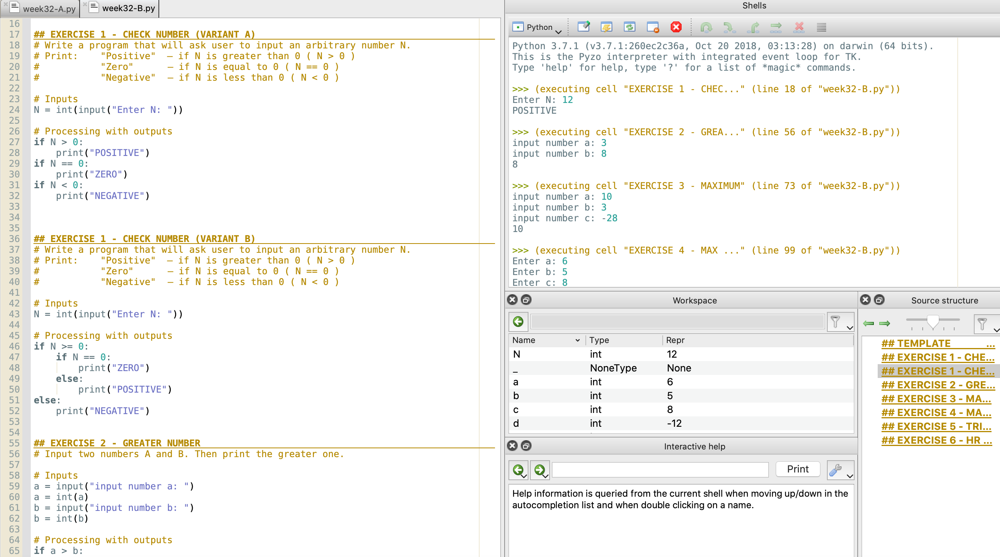 week32-A.py
week32-B.py
16
17 ## EXERCISE 1 - CHECK NUMBER (VARIANT A)
18 # Write a program that will ask user to input an arbitrary number N.
19 # Print:    "Positive"  – if N is greater than 0 ( N > 0 )
20 #           "Zero"      – if N is equal to 0 ( N == 0 )
21 #           "Negative"  – if N is less than 0 ( N < 0 )
22
23 # Inputs
24 N = int(input("Enter N: "))
25
26 # Processing with outputs
27 if N > 0:
28     print("POSITIVE")
29 if N == 0:
30     print("ZERO")
31 if N < 0:
32     print("NEGATIVE")
33
34
35
36 ## EXERCISE 1 - CHECK NUMBER (VARIANT B)
37 # Write a program that will ask user to input an arbitrary number N.
38 # Print:    "Positive"  – if N is greater than 0 ( N > 0 )
39 #           "Zero"      – if N is equal to 0 ( N == 0 )
40 #           "Negative"  – if N is less than 0 ( N < 0 )
41
42 # Inputs
43 N = int(input("Enter N: "))
44
45 # Processing with outputs
46 if N >= 0:
47     if N == 0:
48         print("ZERO")
49     else:
50         print("POSITIVE")
51 else:
52     print("NEGATIVE")
53
54
55 ## EXERCISE 2 - GREATER NUMBER
56 # Input two numbers A and B. Then print the greater one.
57
58 # Inputs
59 a = input("input number a: ")
60 a = int(a)
61 b = input("input number b: ")
62 b = int(b)
63
64 # Processing with outputs
65 if a > b:
Shells
Python
Python 3.7.1 (v3.7.1:260ec2c36a, Oct 20 2018, 03:13:28) on darwin (64 bits).
This is the Pyzo interpreter with integrated event loop for TK.
Type 'help' for help, type '?' for a list of *magic* commands.
>>> (executing cell "EXERCISE 1 - CHEC..." (line 18 of "week32-B.py"))
Enter N: 12
POSITIVE
>>> (executing cell "EXERCISE 2 - GREA..." (line 56 of "week32-B.py"))
input number a: 3
input number b: 8
8
>>> (executing cell "EXERCISE 3 - MAXIMUM" (line 73 of "week32-B.py"))
input number a: 10
input number b: 3
input number c: -28
10
>>> (executing cell "EXERCISE 4 - MAX ..." (line 99 of "week32-B.py"))
Enter a: 6
Enter b: 5
Enter c: 8
Workspace
Name Type Repr
N int 12
_ NoneType None
a int 6
b int 5
c int 8
d int -12
Interactive help
Print
Help information is queried from the current shell when moving up/down in the
autocompletion list and when double clicking on a name.
Source structure
## TEMPLATE ...
## EXERCISE 1 - CHE...
## EXERCISE 1 - CHE...
## EXERCISE 2 - GRE...
## EXERCISE 3 - MA...
## EXERCISE 4 - MA...
## EXERCISE 5 - TRI...
## EXERCISE 6 - HR ...